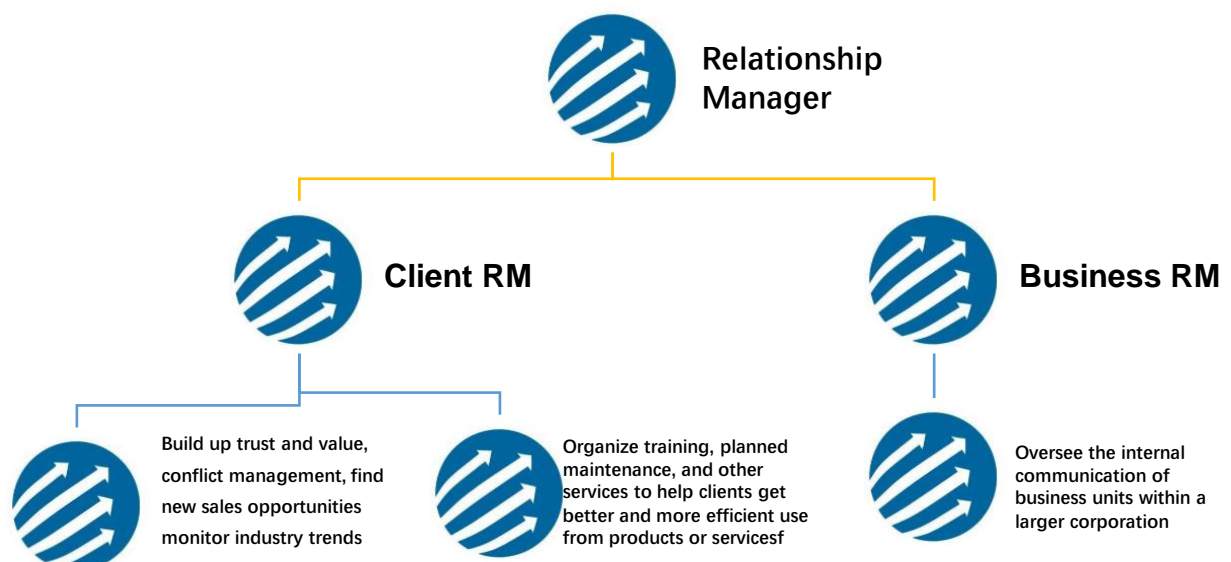 Relationship
Manager
Client RM
Business RM
Build up trust and value,
conflict management, find
new sales opportunities
monitor industry trends
Organize training, planned
maintenance, and other
services to help clients get
better and more efficient use
from products or servicesf
Oversee the internal
communication of
business units within a
larger corporation